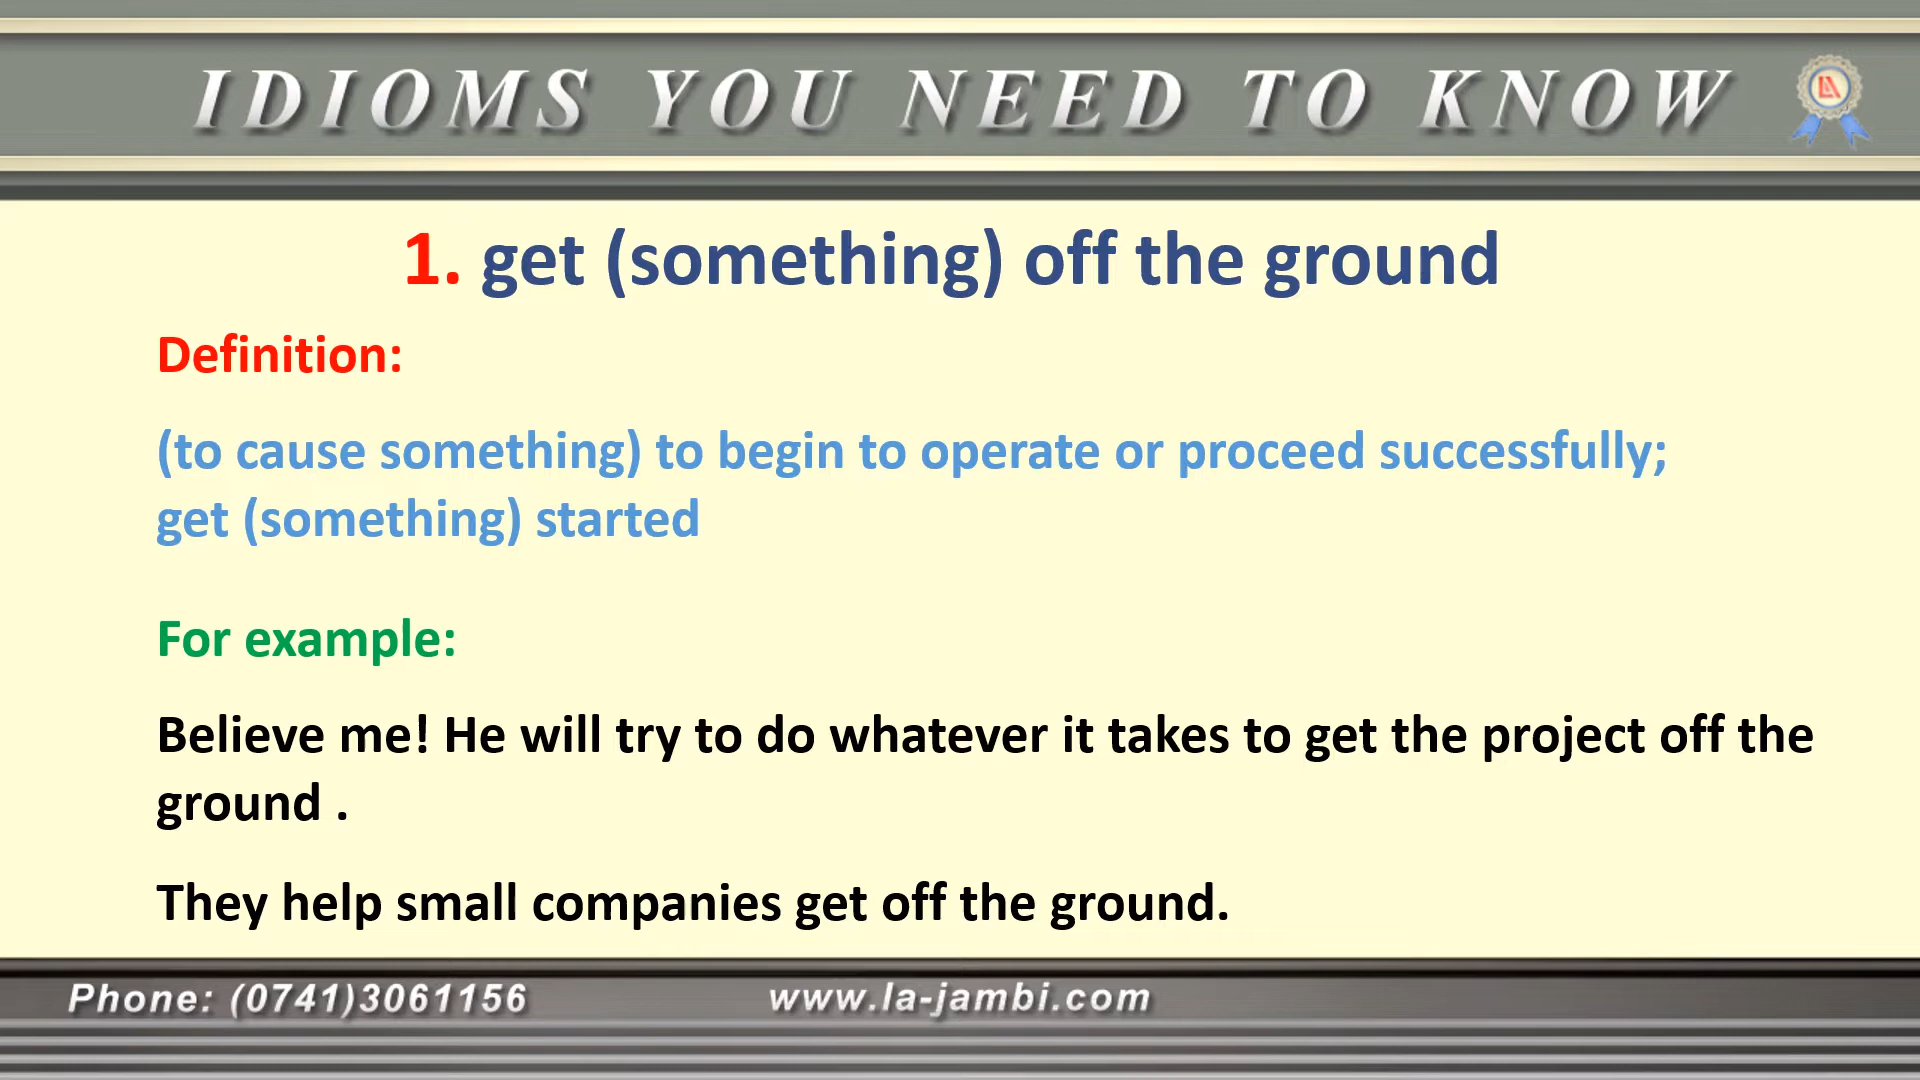 IDIOMS YOU NEED TO KNOW
LA
1. get (something) off the ground
Definition:
(to cause something) to begin to operate or proceed successfully;
get (something) started
For example:
Believe me! He will try to do whatever it takes to get the project off the
ground .
They help small companies get off the ground.
Phone: (0741)3061156
www.la-jambi.com